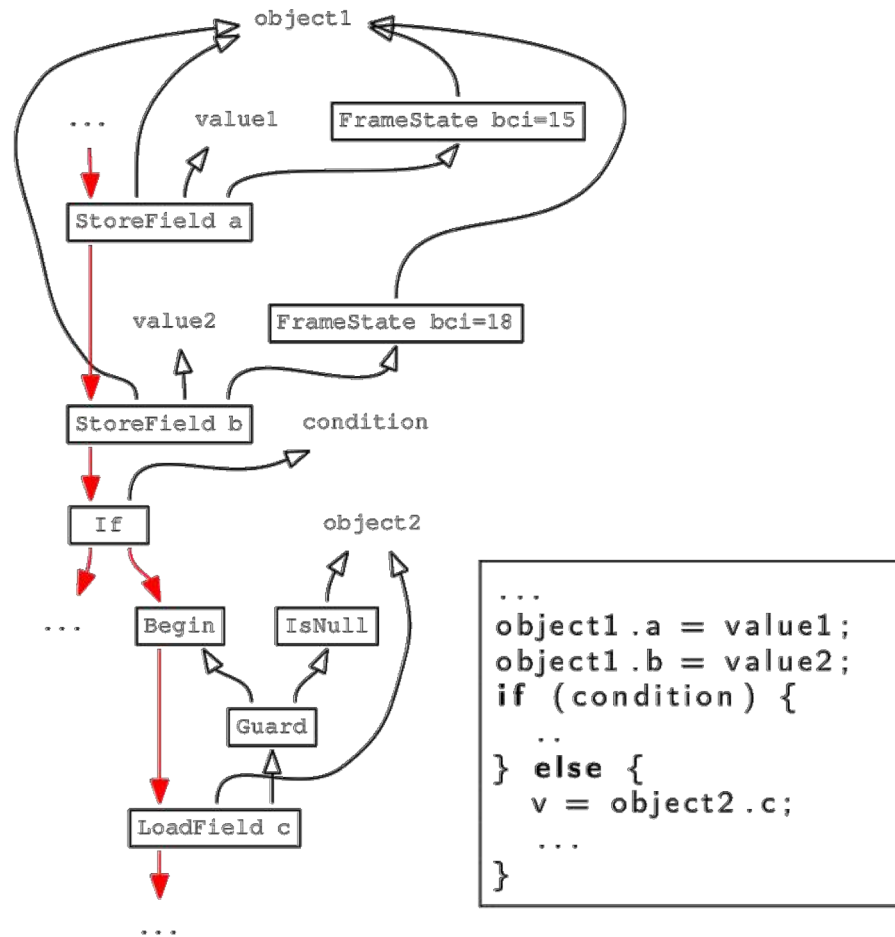 object1
...
value1
FrameState bci=15
StoreField a
value2
FrameState bci=18
StoreField b
condition
If
object2
...
Begin
IsNull
Guard
LoadField c
...
...
object1.a = value1;
object1.b = value2;
if (condition) {
..
} else {
v = object2.c;
...
}